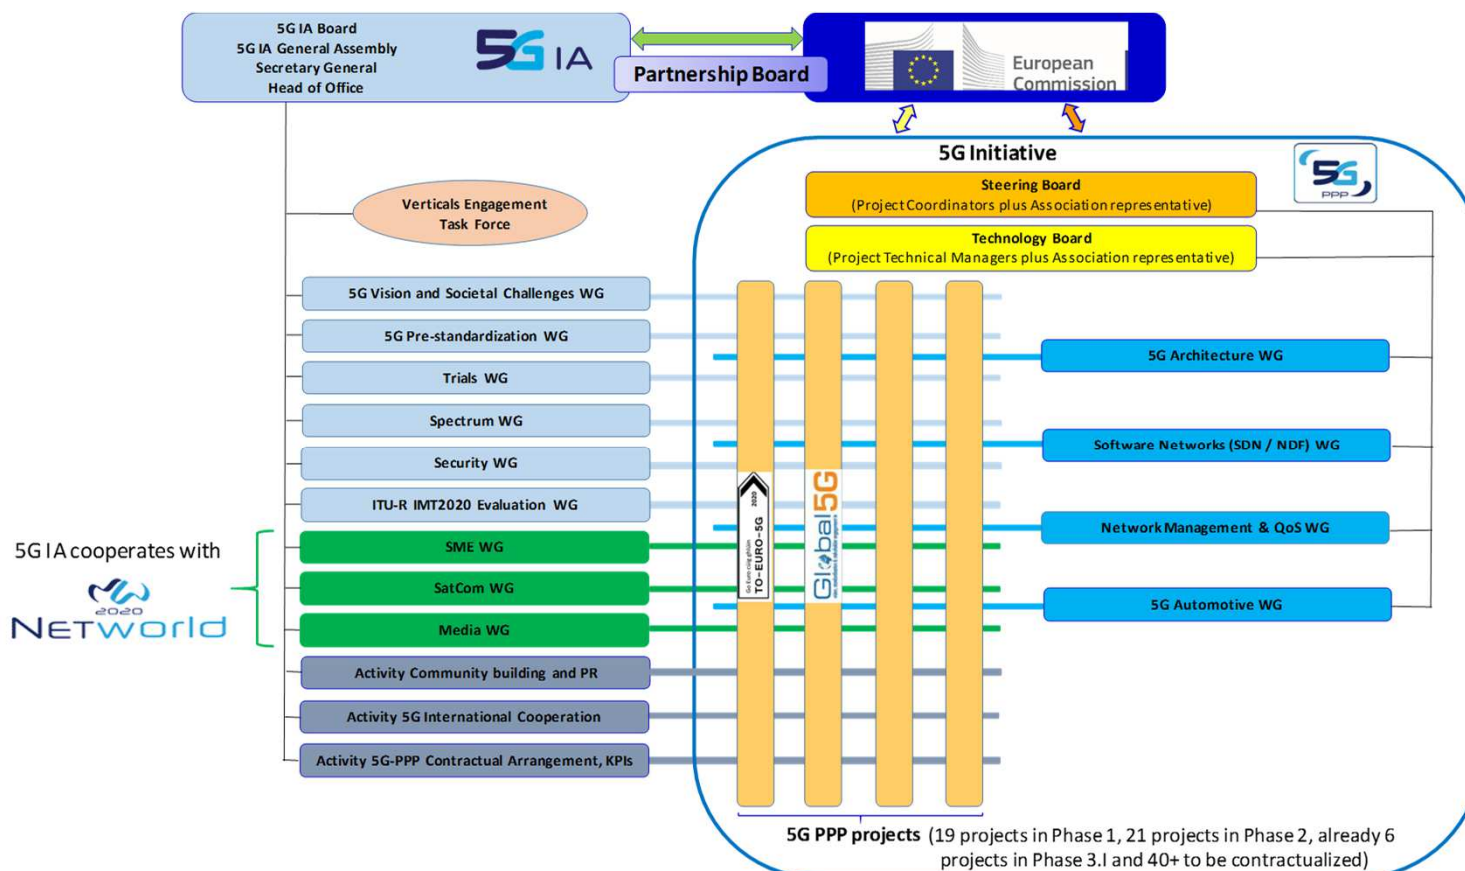 5G IA Board
5G IA General Assembly
Secretary General
Head of Office
5G IA
Partnership Board
European
Commission
5G Initiative
5G
PPP
Steering Board
(Project Coordinators plus Association representative)
Technology Board
(Project Technical Managers plus Association representative)
Verticals Engagement
Task Force
5G Vision and Societal Challenges WG
5G Pre-standardization WG
Trials WG
Spectrum WG
Security WG
ITU-R IMT2020 Evaluation WG
SME WG
SatCom WG
Media WG
Activity Community building and PR
Activity 5G International Cooperation
Activity 5G-PPP Contractual Arrangement, KPIs
5G IA cooperates with
2020
NETWORLD
2020
TO-EURO-5G
Global5G
5G Architecture WG
Software Networks (SDN / NDF) WG
Network Management & QoS WG
5G Automotive WG
5G PPP projects (19 projects in Phase 1, 21 projects in Phase 2, already 6
projects in Phase 3.I and 40+ to be contractualized)